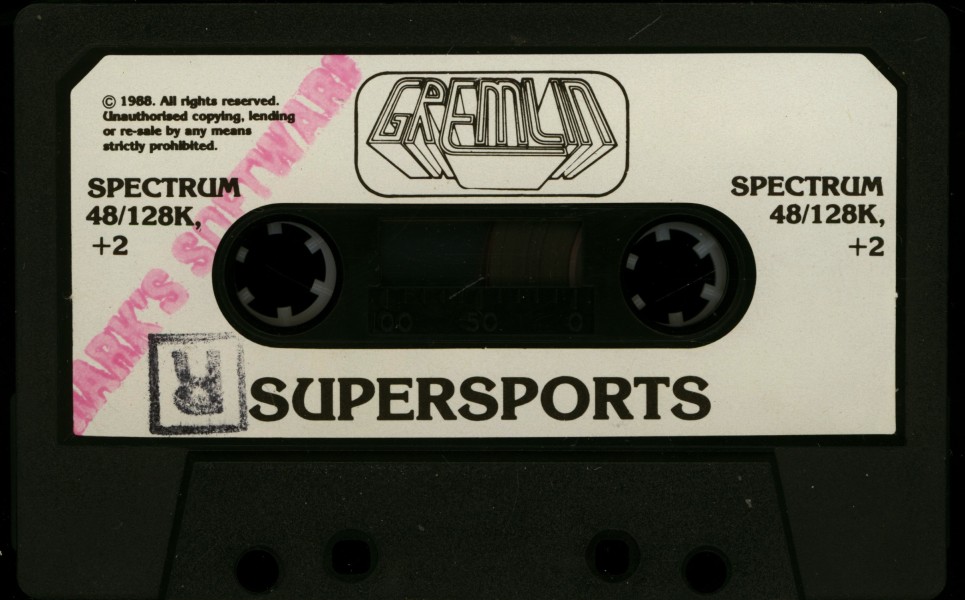 © 1988. All rights reserved.
Unauthorised copying, lending
or re-sale by any means
strictly prohibited.
GREMLIN
SPECTRUM
48/128K,
+2
SPECTRUM
48/128K,
+2
MARK'S SOFTWARE
100 50 0
SUPERSPORTS